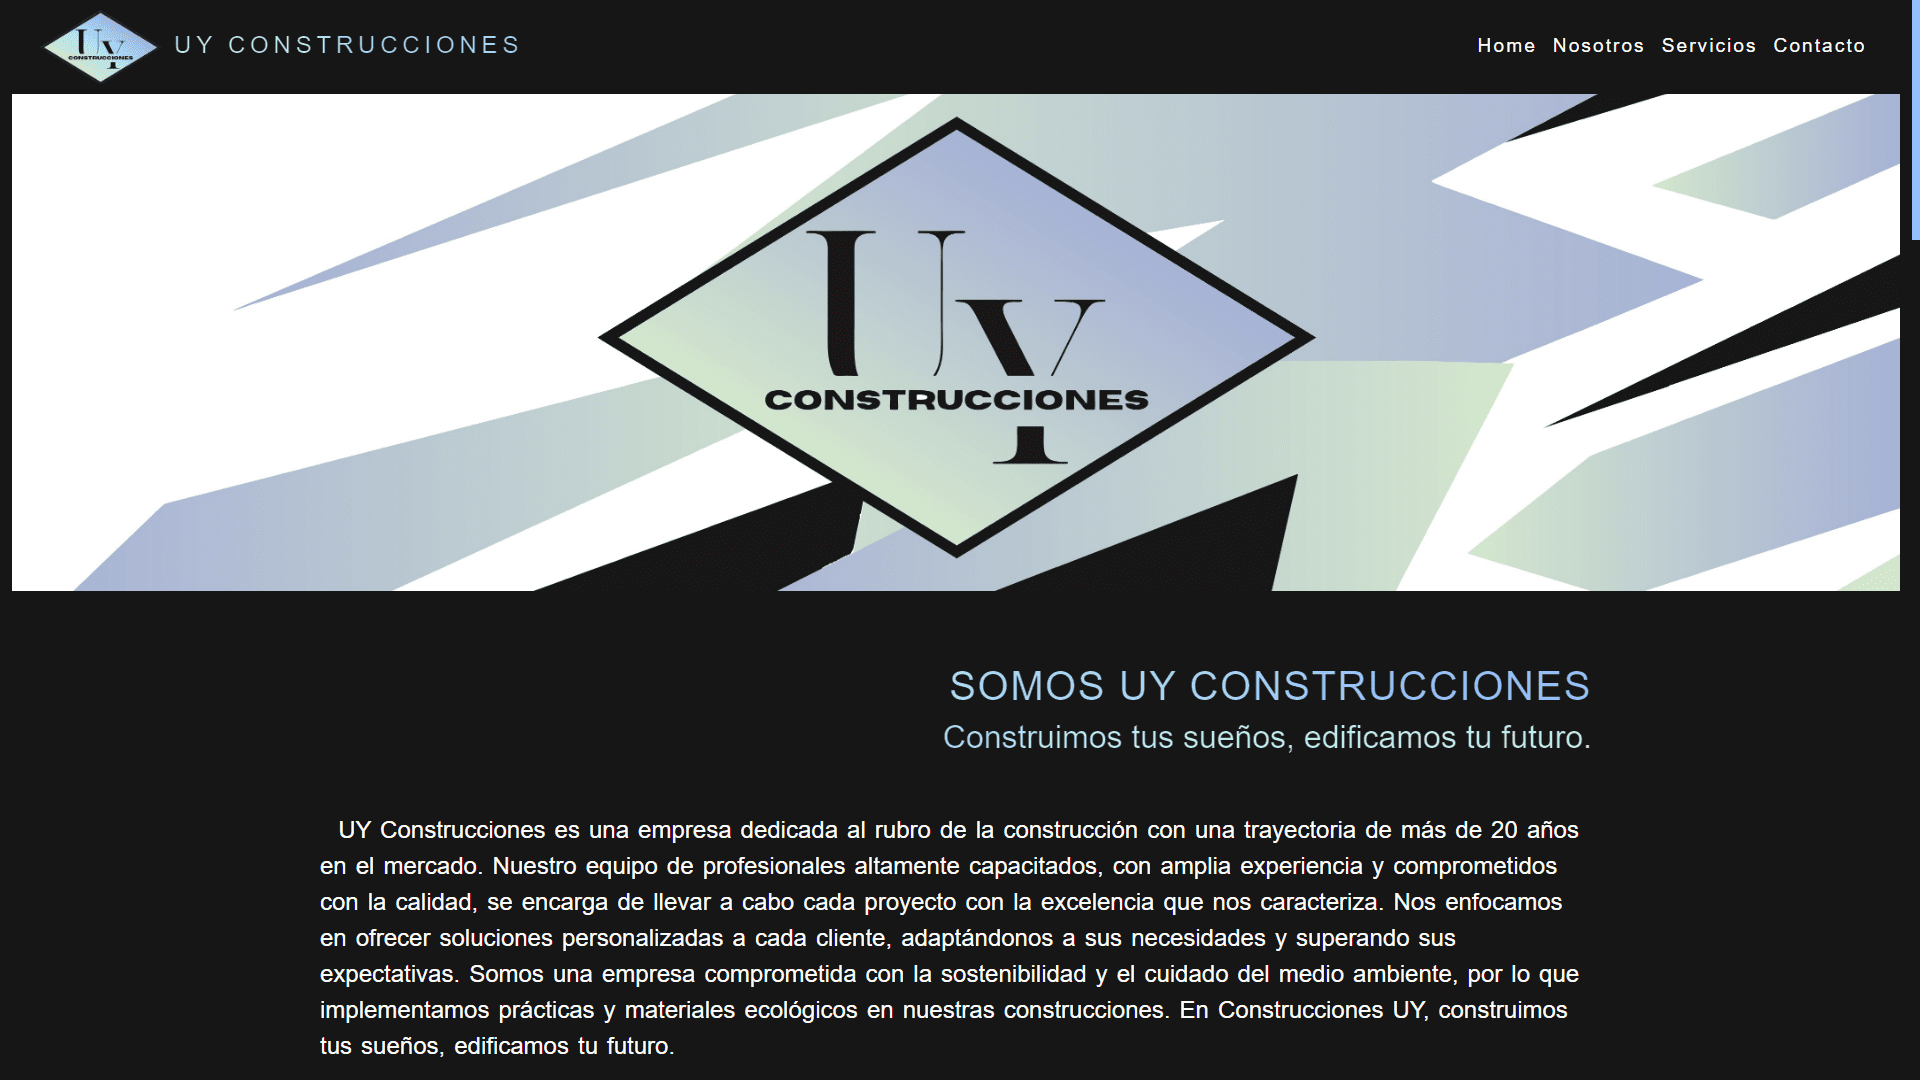 Uy
CONSTRUCCIONES
UY CONSTRUCCIONES
Home Nosotros Servicios Contacto
Uy
CONSTRUCCIONES
SOMOS UY CONSTRUCCIONES
Construimos tus sueños, edificamos tu futuro.
UY Construcciones es una empresa dedicada al rubro de la construcción con una trayectoria de más de 20 años
en el mercado. Nuestro equipo de profesionales altamente capacitados, con amplia experiencia y comprometidos
con la calidad, se encarga de llevar a cabo cada proyecto con la excelencia que nos caracteriza. Nos enfocamos
en ofrecer soluciones personalizadas a cada cliente, adaptándonos a sus necesidades y superando sus
expectativas. Somos una empresa comprometida con la sostenibilidad y el cuidado del medio ambiente, por lo que
implementamos prácticas y materiales ecológicos en nuestras construcciones. En Construcciones UY, construimos
tus sueños, edificamos tu futuro.